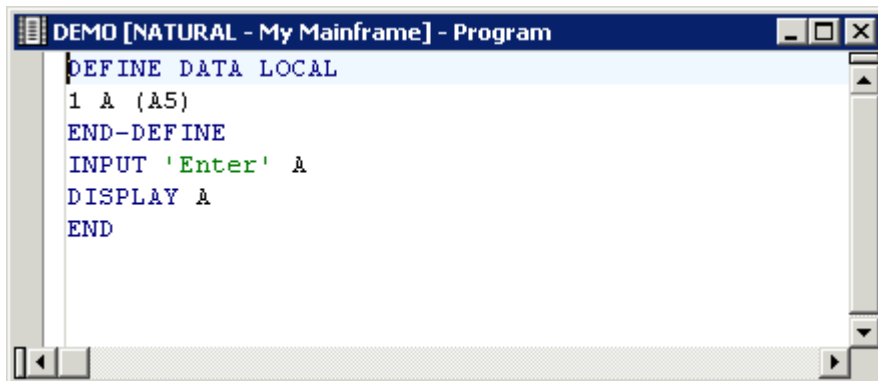 DEMO [NATURAL - My Mainframe] - Program
DEFINE DATA LOCAL
1 A (A5)
END-DEFINE
INPUT 'Enter' A
DISPLAY A
END